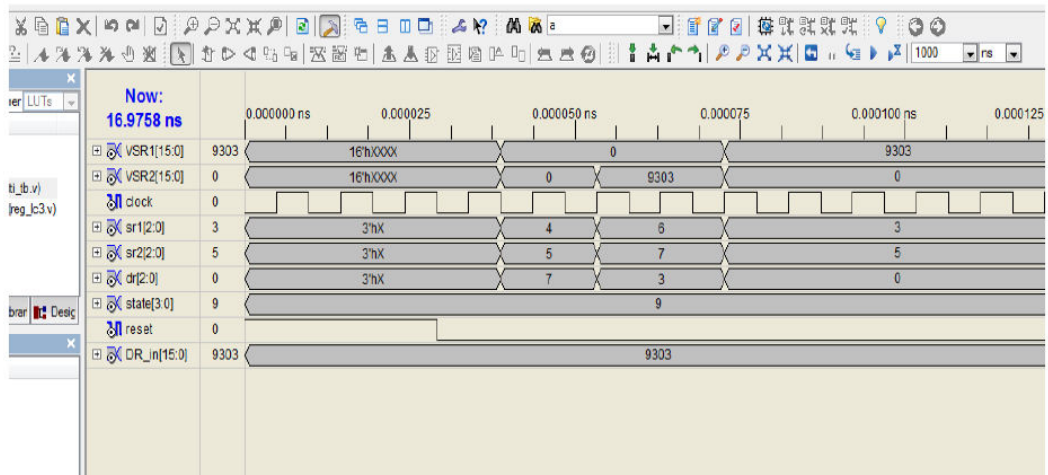 a
1000
ns
er LUTs
ti_tb.v)
reg_lc3.v)
brar Desig
Now:
16.9758 ns
0.000000 ns 0.000025 0.000050 ns 0.000075 0.000100 ns 0.000125
VSR1[15:0] 9303 16'hXXXX 0 9303
VSR2[15:0] 0 16'hXXXX 0 9303 0
clock 0
sr1[2:0] 3 3'hX 4 6 3
sr2[2:0] 5 3'hX 5 7 5
dr[2:0] 0 3'hX 7 3 0
state[3:0] 9 9
reset 0
DR_in[15:0] 9303 9303